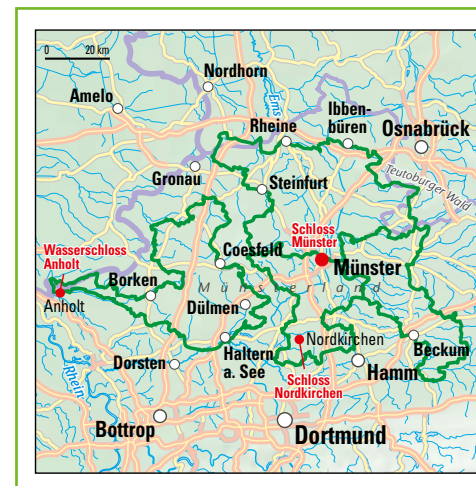 0 20 km
Nordhorn
Amelo
Ems
Ibben-
büren
Rheine
Osnabrück
Teutoburger Wald
Gronau
Steinfurt
Schloss
Münster
Wasserschloss
Anholt
Coesfeld
Münster
Borken
Münsterland
Anholt
Dülmen
Nordkirchen
Beckum
Haltern
a. See
Dorsten
Hamm
Rhein
Schloss
Nordkirchen
Bottrop
Dortmund